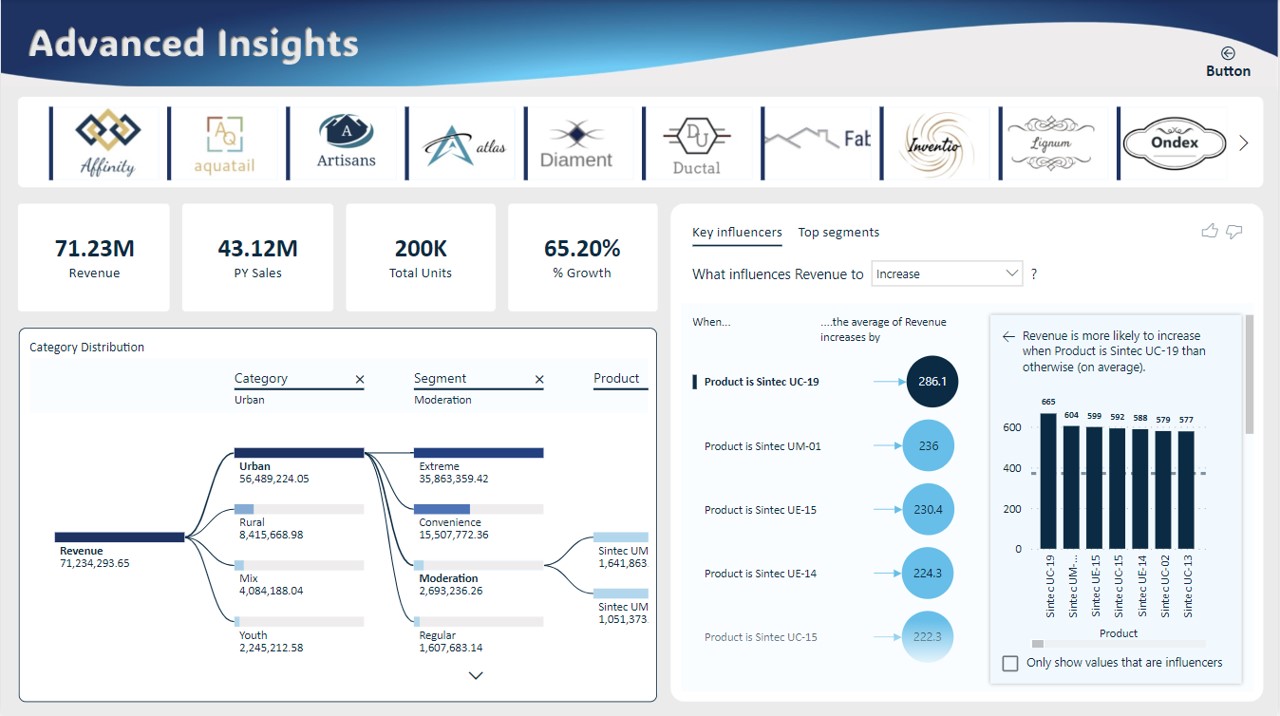 Advanced Insights
Button
Affinity
AQ
aquatail
A
Artisans
atlas
Diament
DU
Ductal
Fab
Inventio
Lignum
Ondex
71.23M
Revenue
43.12M
PY Sales
200K
Total Units
65.20%
% Growth
Category Distribution
Category
Urban
Segment
Moderation
Product
Revenue
71,234,293.65
Urban
56,489,224.05
Rural
8,415,668.98
Mix
4,084,188.04
Youth
2,245,212.58
Extreme
35,863,359.42
Convenience
15,507,772.36
Moderation
2,693,236.26
Regular
1,607,683.14
Sintec UM
1,641,863
Sintec UM
1,051,373
Key influencers Top segments
What influences Revenue to Increase ?
When...
....the average of Revenue
increases by
Product is Sintec UC-19 286.1
Product is Sintec UM-01 236
Product is Sintec UE-15 230.4
Product is Sintec UE-14 224.3
Product is Sintec UC-15 222.3
Revenue is more likely to increase
when Product is Sintec UC-19 than
otherwise (on average).
665 604 599 592 588 579 577
600
400
200
0
Sintec UC-19
Sintec UM-...
Sintec UE-15
Sintec UC-15
Sintec UE-14
Sintec UC-02
Sintec UC-13
Product
Only show values that are influencers